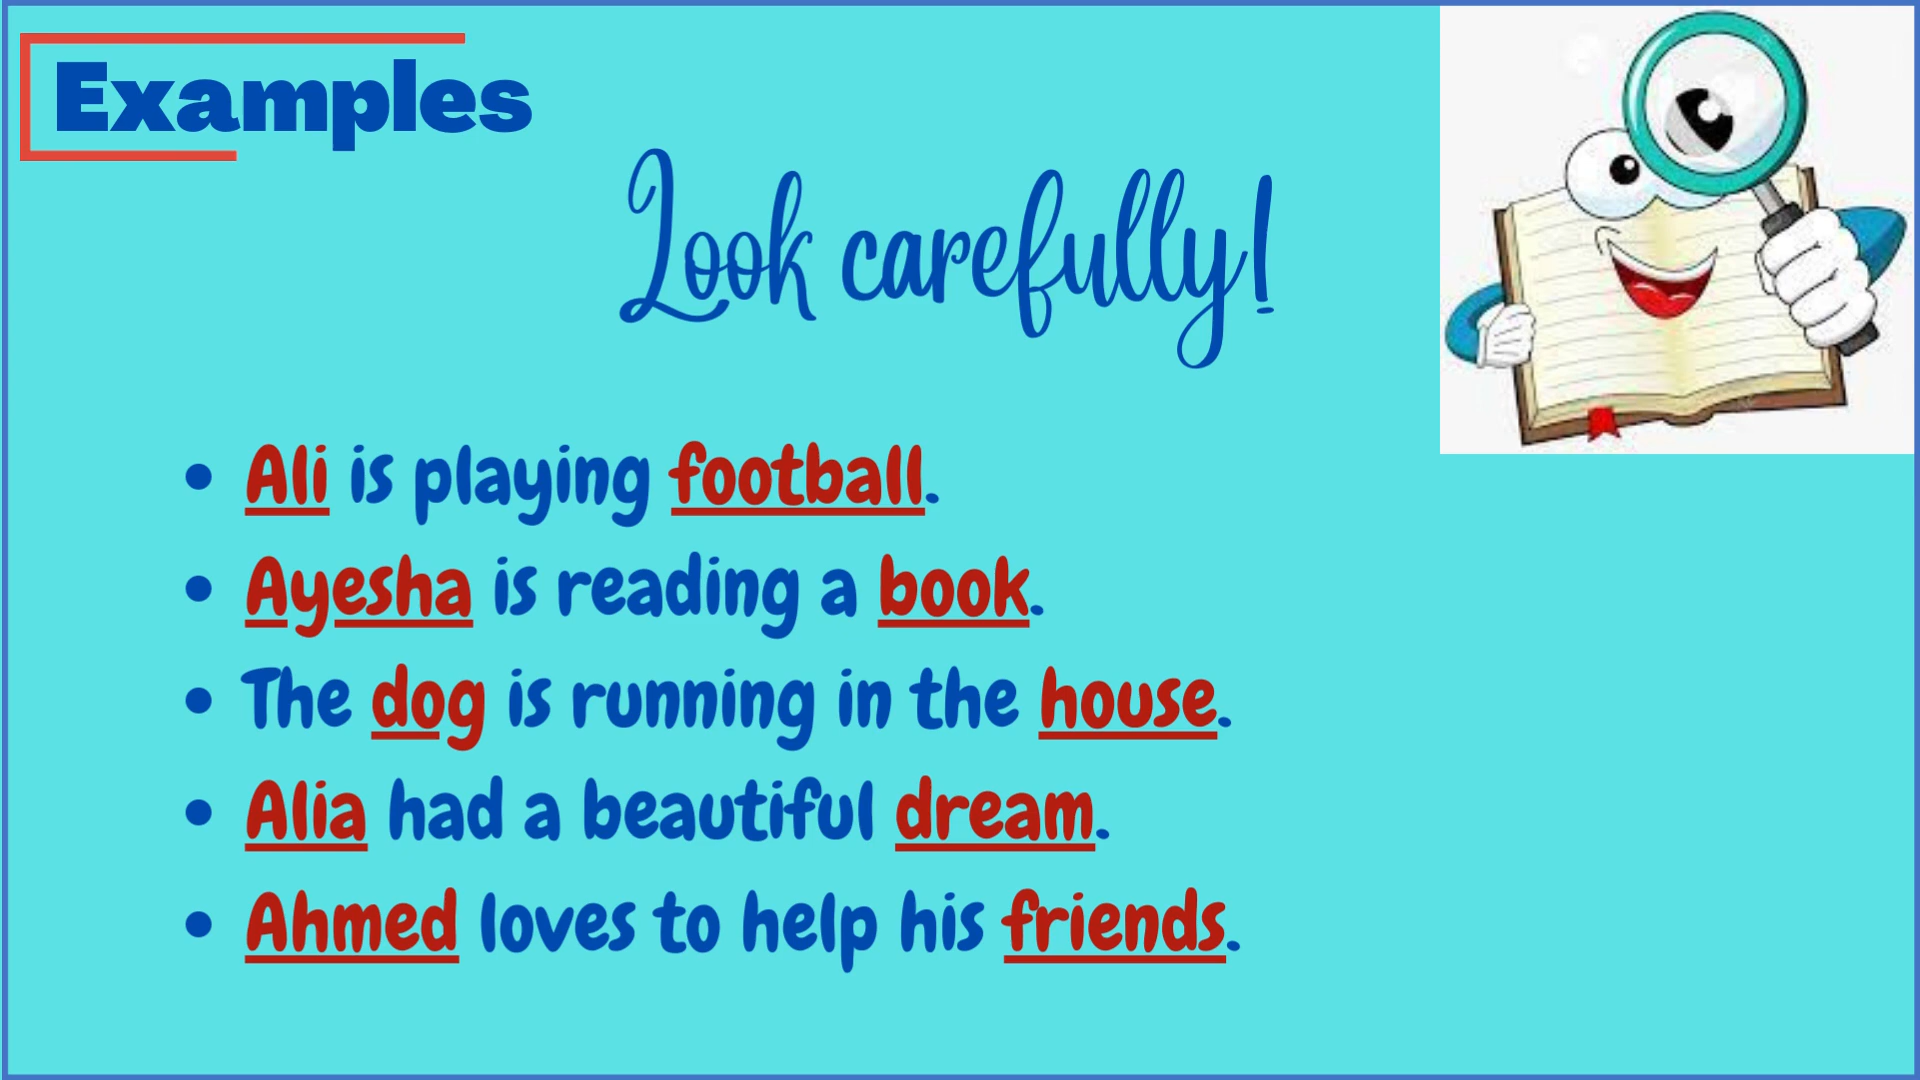 Examples
Look carefully!
• Ali is playing football.
• Ayesha is reading a book.
• The dog is running in the house.
• Alia had a beautiful dream.
• Ahmed loves to help his friends.